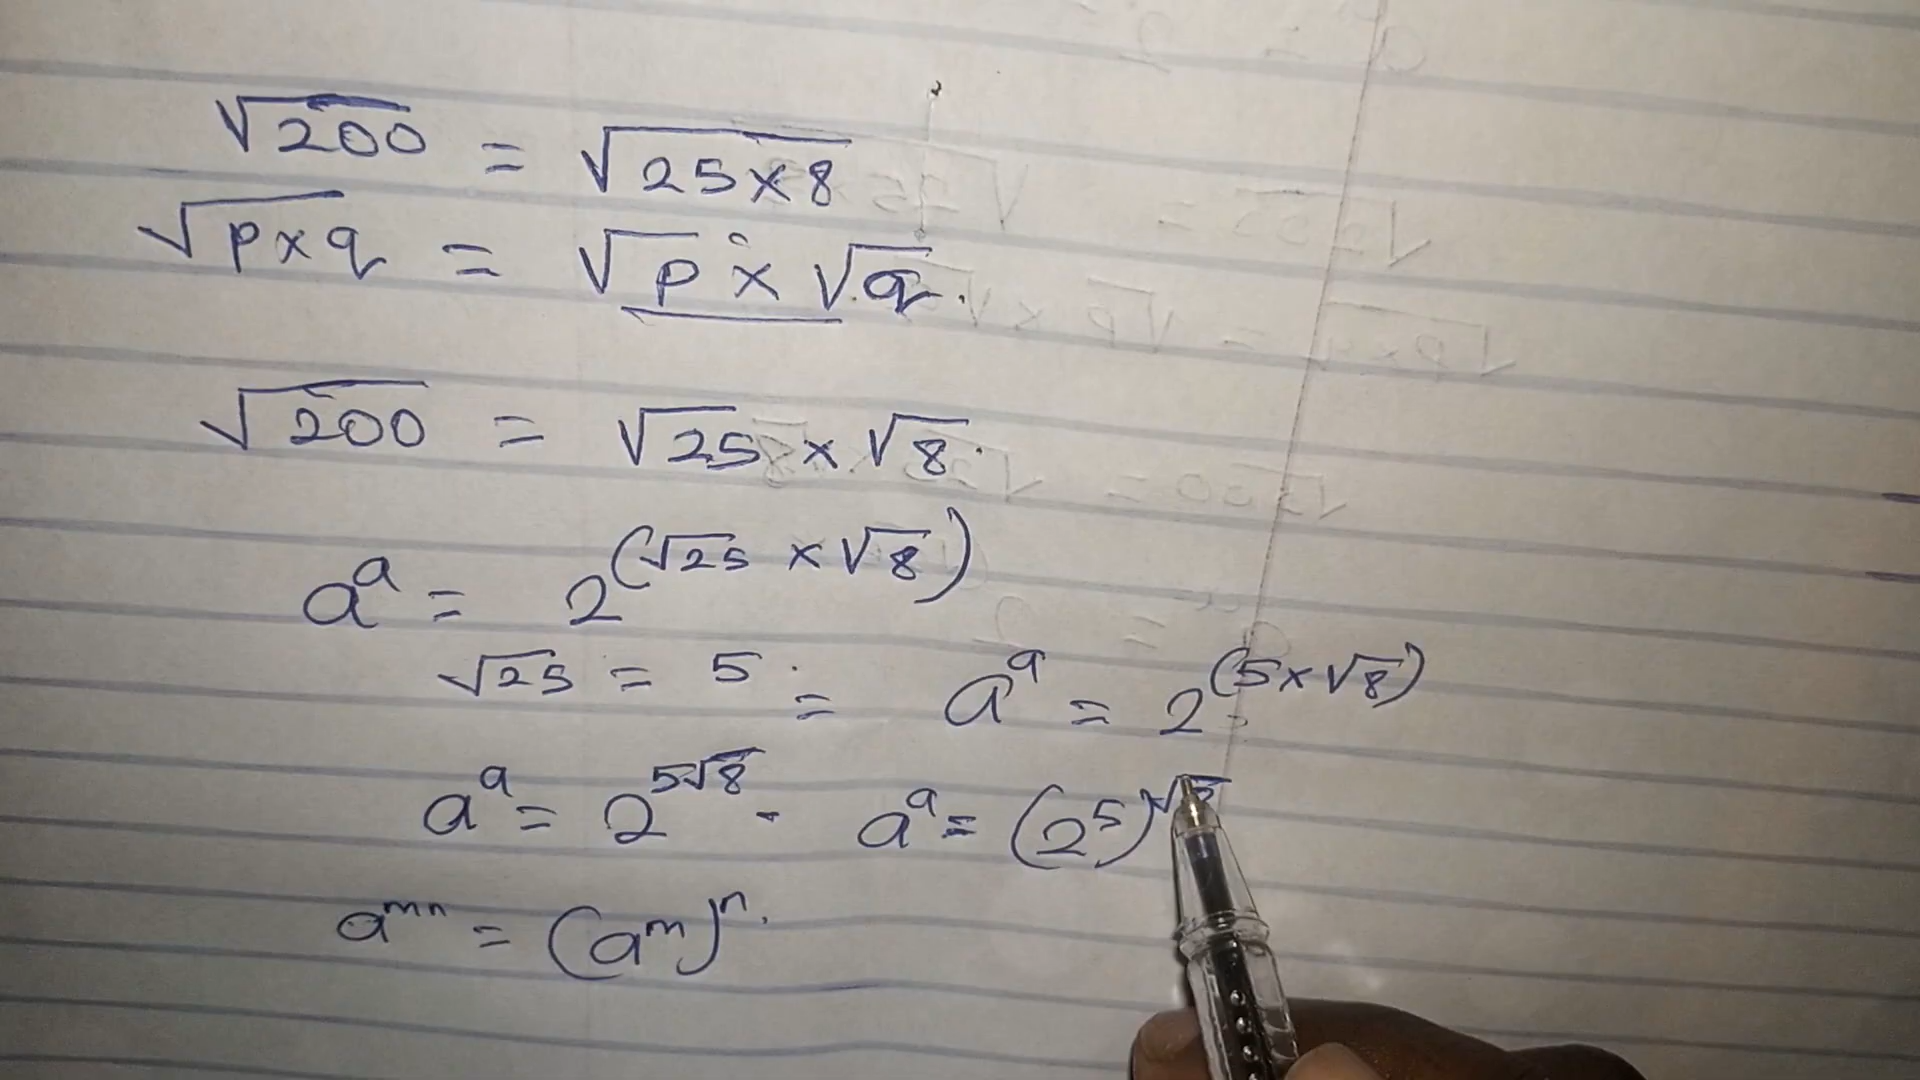 √200 = √25×8
√p×q = √p × √q.
√200 = √25 × √8.
a^a = 2^(√25 × √8)
√25 = 5. = a^a = 2^(5×√8)
a^a = 2^5√8 - a^a = (2^5)^√
a^mn = (a^m)^n.